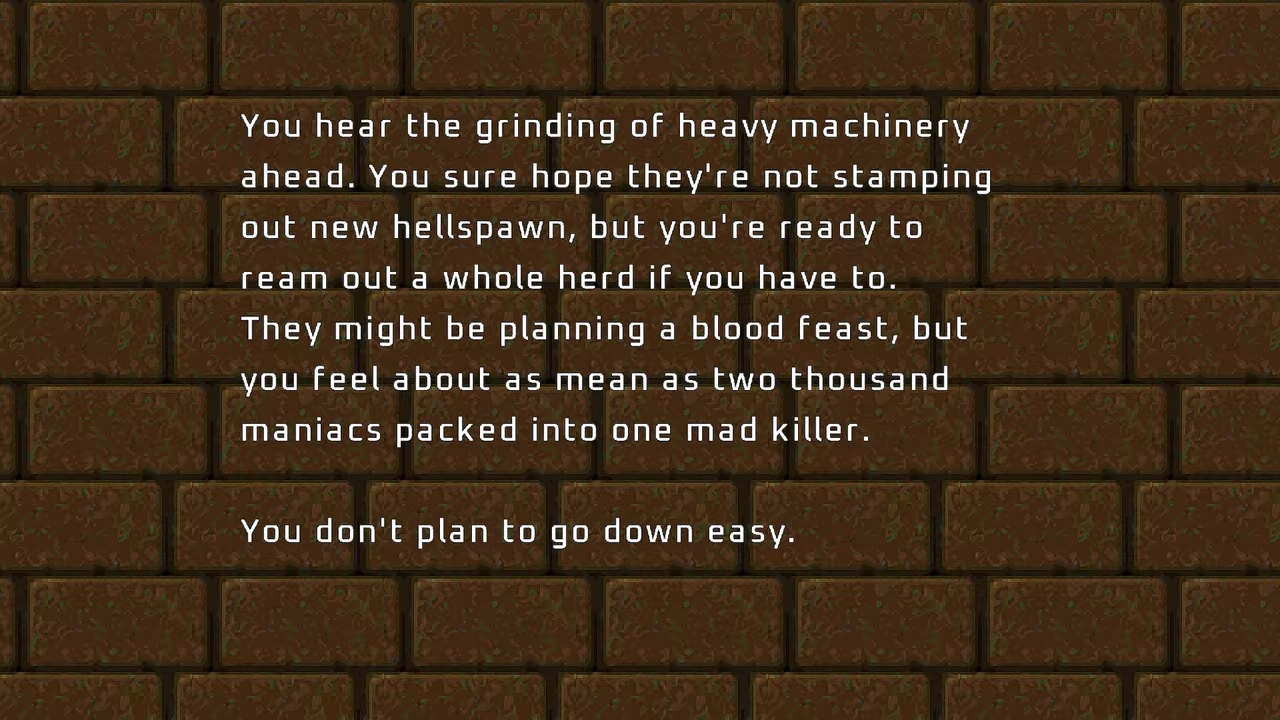 You hear the grinding of heavy machinery
ahead. You sure hope they're not stamping
out new hellspawn, but you're ready to
ream out a whole herd if you have to.
They might be planning a blood feast, but
you feel about as mean as two thousand
maniacs packed into one mad killer.
You don't plan to go down easy.